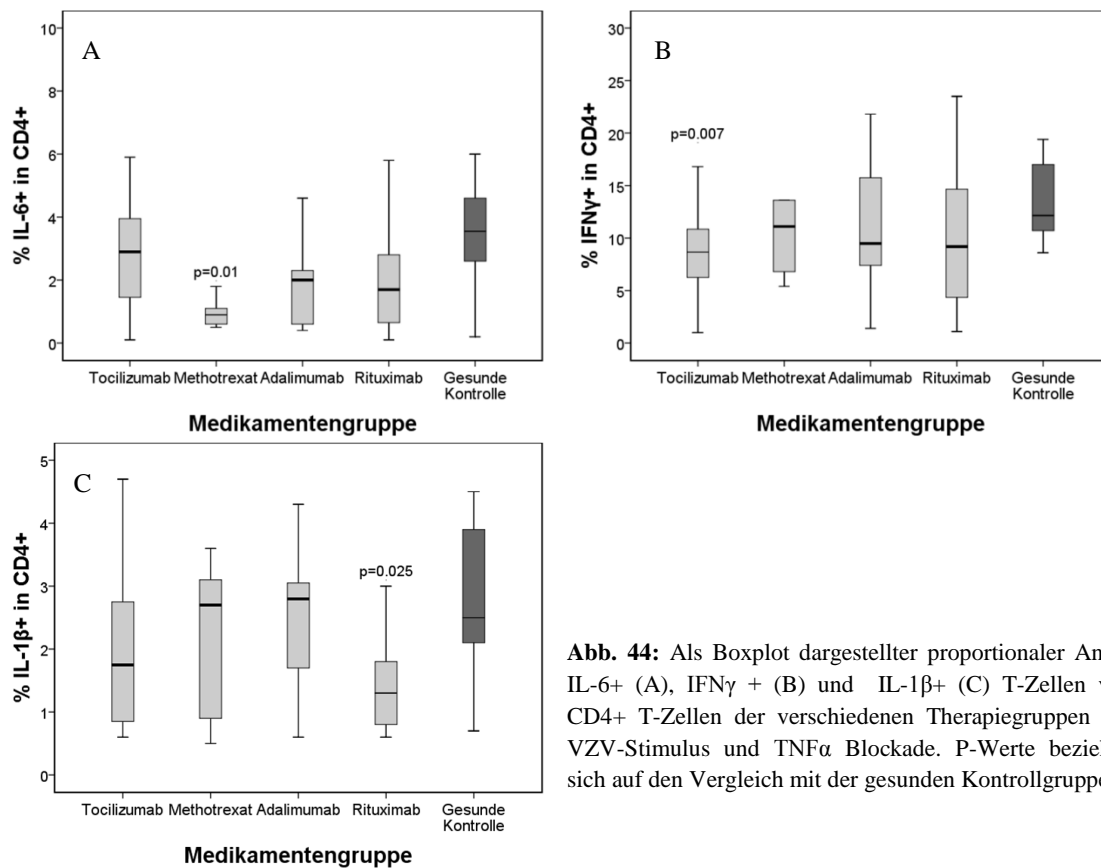 A
% IL-6+ in CD4+
10
8
6
4
2
0
p=0.01
Tocilizumab Methotrexat Adalimumab Rituximab Gesunde
Kontrolle
Medikamentengruppe
B
% IFNγ+ in CD4+
30
25
20
15
10
5
0
p=0.007
Tocilizumab Methotrexat Adalimumab Rituximab Gesunde
Kontrolle
Medikamentengruppe
C
% IL-1β+ in CD4+
5
4
3
2
1
0
p=0.025
Tocilizumab Methotrexat Adalimumab Rituximab Gesunde
Kontrolle
Medikamentengruppe
Abb. 44: Als Boxplot dargestellter proportionaler
IL-6+ (A), IFNγ + (B) und IL-1β+ (C) T-Zellen
CD4+ T-Zellen der verschiedenen Therapiegruppen
VZV-Stimulus und TNFα Blockade. P-Werte
sich auf den Vergleich mit der gesunden Kontrollgruppe